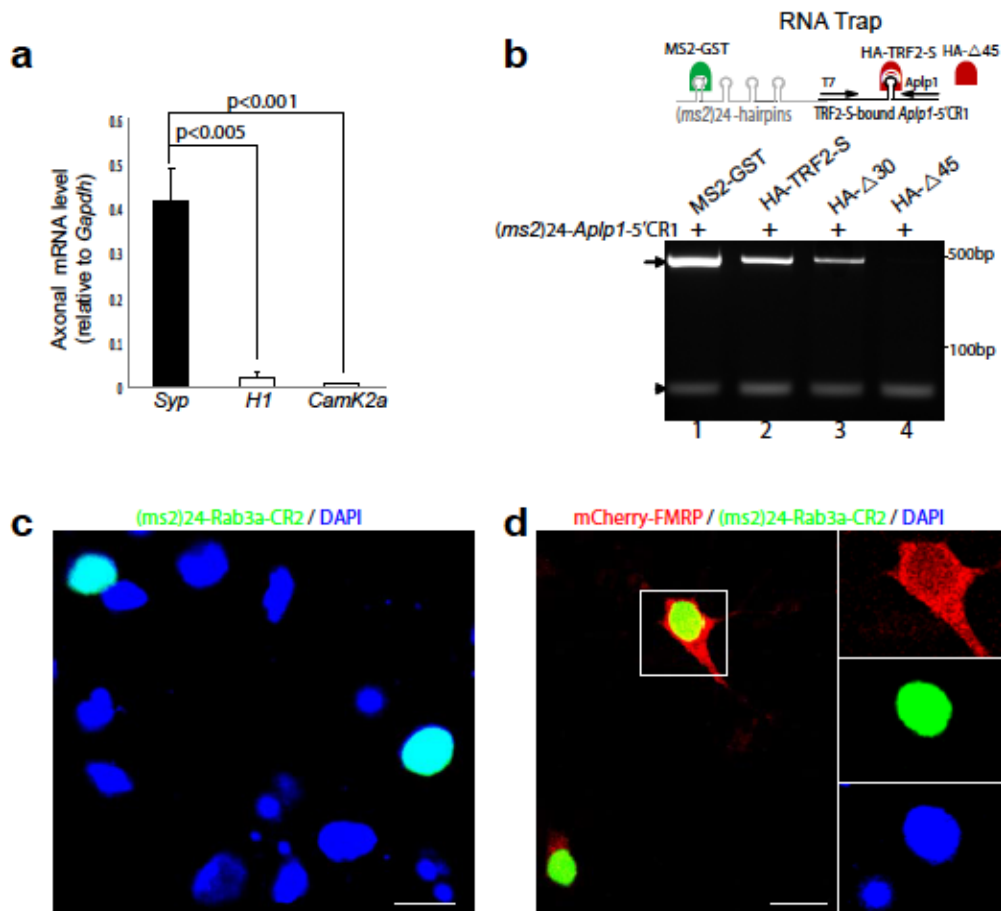 a
p<0.001
p<0.005
Axonal mRNA level
(relative to Gapdh)
0.6
0.5
0.4
0.3
0.2
0.1
0
Syp H1 CamK2a
b
RNA Trap
MS2-GST HA-TRF2-S HA-△45
T7 Aplp1
(ms2)24-hairpins TRF2-S-bound Aplp1-5'CR1
MS2-GST HA-TRF2-S HA-△30 HA-△45
(ms2)24-Aplp1-5'CR1 + + + +
500bp
100bp
1 2 3 4
c
(ms2)24-Rab3a-CR2 / DAPI
d
mCherry-FMRP / (ms2)24-Rab3a-CR2 / DAPI